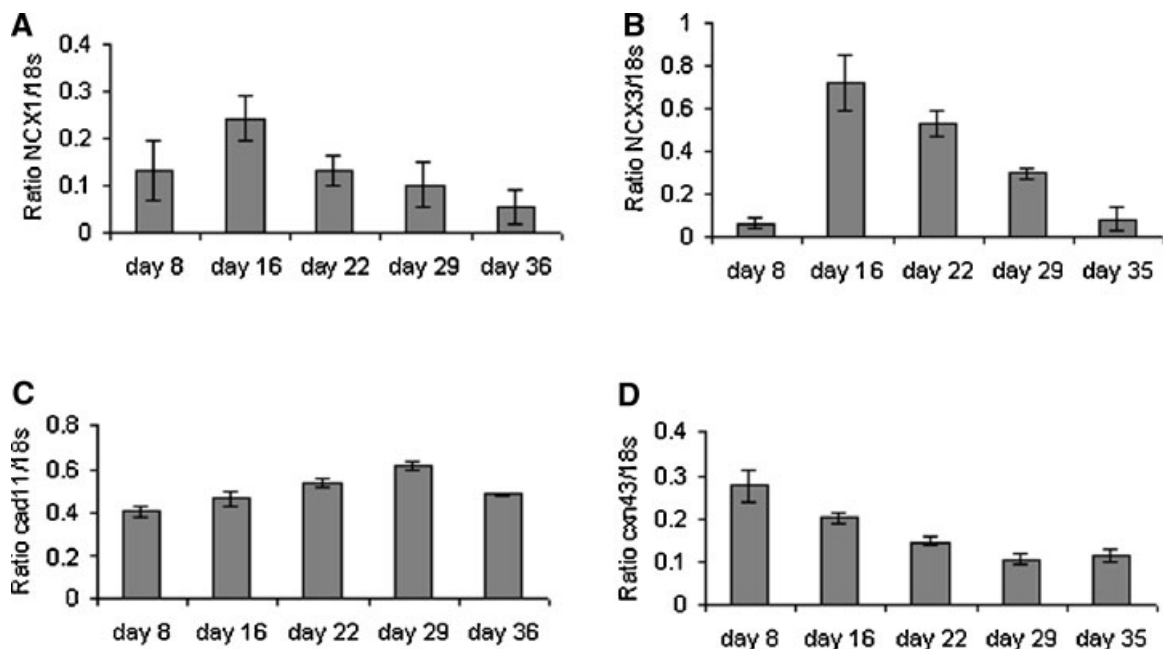 A
Ratio NCX1/18s
0.4
0.3
0.2
0.1
0
day 8 day 16 day 22 day 29 day 36
B
Ratio NCX3/18s
1
0.8
0.6
0.4
0.2
0
day 8 day 16 day 22 day 29 day 35
C
Ratio cad11/18s
0.8
0.6
0.4
0.2
0
day 8 day 16 day 22 day 29 day 36
D
Ratio cxn43/18s
0.4
0.3
0.2
0.1
0
day 8 day 16 day 22 day 29 day 35